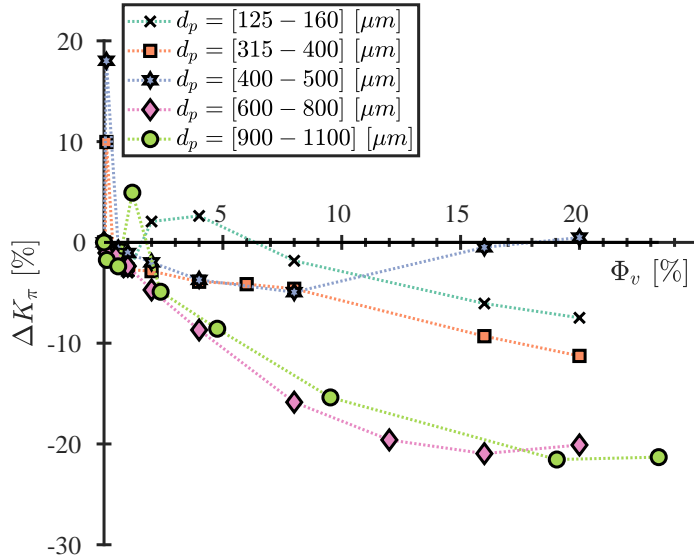 d_p = [125 − 160] [μm]
d_p = [315 − 400] [μm]
d_p = [400 − 500] [μm]
d_p = [600 − 800] [μm]
d_p = [900 − 1100] [μm]
20
10
0
-10
-20
-30
5
10
15
20
ΔK_π [%]
Φ_v [%]